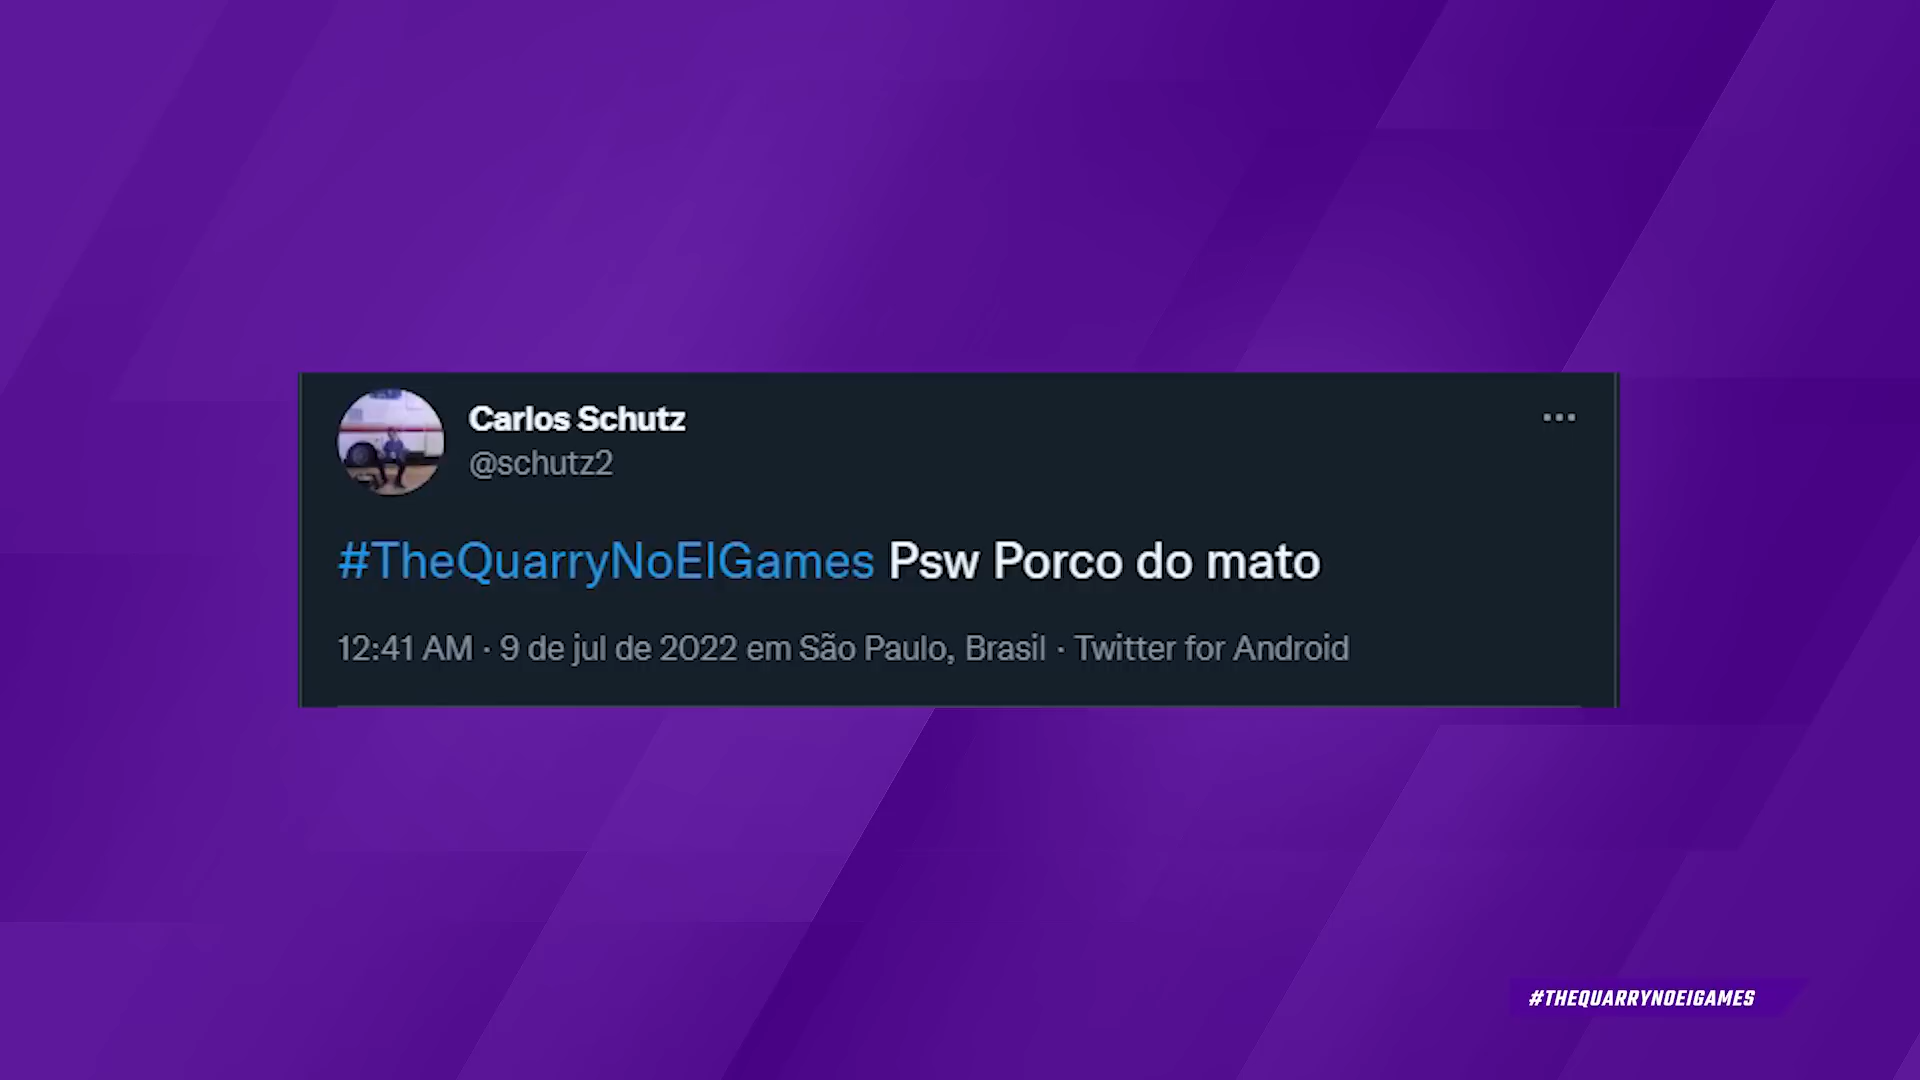 Carlos Schutz
@schutz2
#TheQuarryNoEIGames Psw Porco do mato
12:41 AM · 9 de jul de 2022 em São Paulo, Brasil · Twitter for Android
#THEQUARRYNOEIGAMES